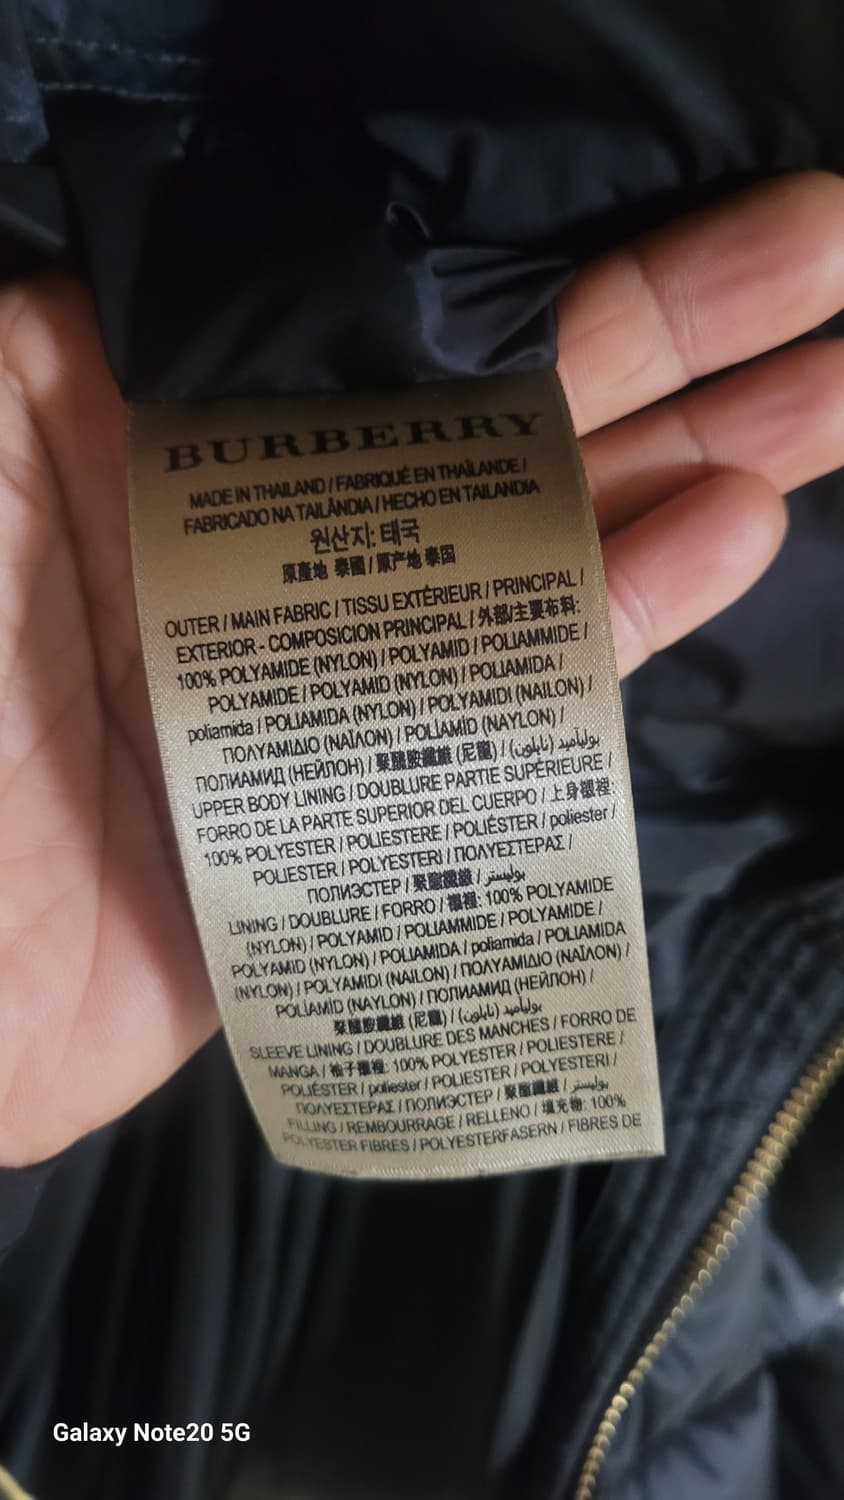 BURBERRY
MADE IN THAILAND / FABRIQUÉ EN THAÏLANDE /
FABRICADO NA TAILÂNDIA / HECHO EN TAILANDIA
원산지: 태국
原產地 泰國 / 原产地 泰国
OUTER / MAIN FABRIC / TISSU EXTÉRIEUR / PRINCIPAL /
EXTERIOR - COMPOSICION PRINCIPAL / 外部/主要布料:
100% POLYAMIDE (NYLON) / POLYAMID / POLIAMMIDE /
POLYAMIDE / POLYAMID (NYLON) / POLIAMIDA /
poliamida / POLIAMIDA (NYLON) / POLYAMIDI (NAILON) /
ΠΟΛΥΑΜΙΔΙΟ (ΝΑΪΛΟΝ) / POLÍAMÍD (NAYLON) /
ПОЛИАМИД (НЕЙЛОН) / 聚醯胺纖維 (尼龍) / بوليآميد (نايلون) /
UPPER BODY LINING / DOUBLURE PARTIE SUPÉRIEURE /
FORRO DE LA PARTE SUPERIOR DEL CUERPO / 上身襯裡:
100% POLYESTER / POLIESTERE / POLIÉSTER / poliester /
POLIESTER / POLYESTERI / ΠΟΛΥΕΣΤΕΡΑΣ /
ПОЛИЭСТЕР / 聚酯纖維 / بوليستر
LINING / DOUBLURE / FORRO / 襯裡: 100% POLYAMIDE
(NYLON) / POLYAMID / POLIAMMIDE / POLYAMIDE /
POLYAMID (NYLON) / POLIAMIDA / poliamida / POLIAMIDA
(NYLON) / POLYAMIDI (NAILON) / ΠΟΛΥΑΜΙΔΙΟ (ΝΑΪΛΟΝ) /
POLÍAMÍD (NAYLON) / ПОЛИАМИД (НЕЙЛОН) /
聚醯胺纖維 (尼龍) / بوليآميد (نايلون)
SLEEVE LINING / DOUBLURE DES MANCHES / FORRO DE
MANGA / 袖子襯裡: 100% POLYESTER / POLIESTERE /
POLIÉSTER / poliester / POLIESTER / POLYESTERI /
ΠΟΛΥΕΣΤΕΡΑΣ / ПОЛИЭСТЕР / 聚酯纖維 / بوليستر
FILLING / REMBOURRAGE / RELLENO / 填充物: 100%
POLYESTER FIBRES / POLYESTERFASERN / FIBRES DE
Galaxy Note20 5G